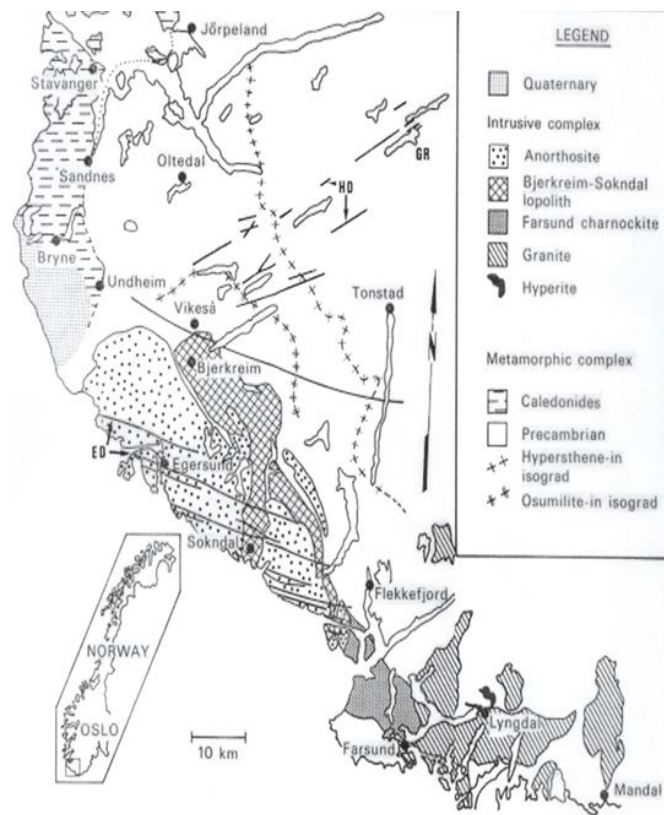 Jörpeland
Stavanger
GR
Oltedal
Sandnes
HD
Bryne
Undheim
Tonstad
Vikeså
N
Bjerkreim
ED
Egersund
Sokndal
Flekkefjord
NORWAY
OSLO
10 km
Lyngdal
Farsund
Mandal
LEGEND
Quaternary
Intrusive complex
Anorthosite
Bjerkreim-Sokndal
lopolith
Farsund charnockite
Granite
Hyperite
Metamorphic complex
Caledonides
Precambrian
Hypersthene-in
isograd
Osumilite-in isograd